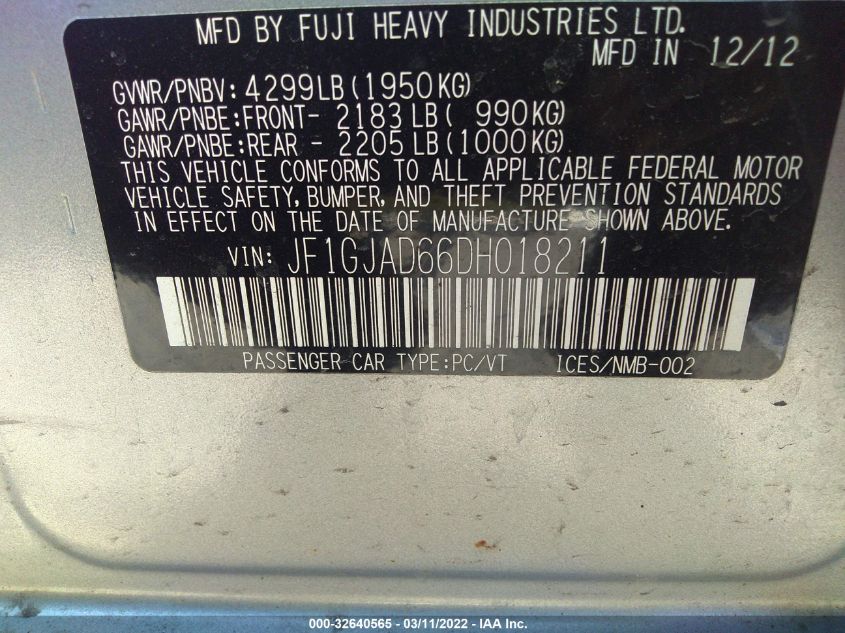 MFD BY FUJI HEAVY INDUSTRIES LTD.
MFD IN 12/12
GVWR/PNBV: 4299LB (1950KG)
GAWR/PNBE:FRONT- 2183 LB ( 990KG)
GAWR/PNBE:REAR - 2205 LB (1000KG)
THIS VEHICLE CONFORMS TO ALL APPLICABLE FEDERAL MOTOR
VEHICLE SAFETY, BUMPER, AND THEFT PREVENTION STANDARDS
IN EFFECT ON THE DATE OF MANUFACTURE SHOWN ABOVE.
VIN: JF1GJAD66DH018211
PASSENGER CAR TYPE:PC/VT ICES/NMB-002
000-32640565 - 03/11/2022 - IAA Inc.